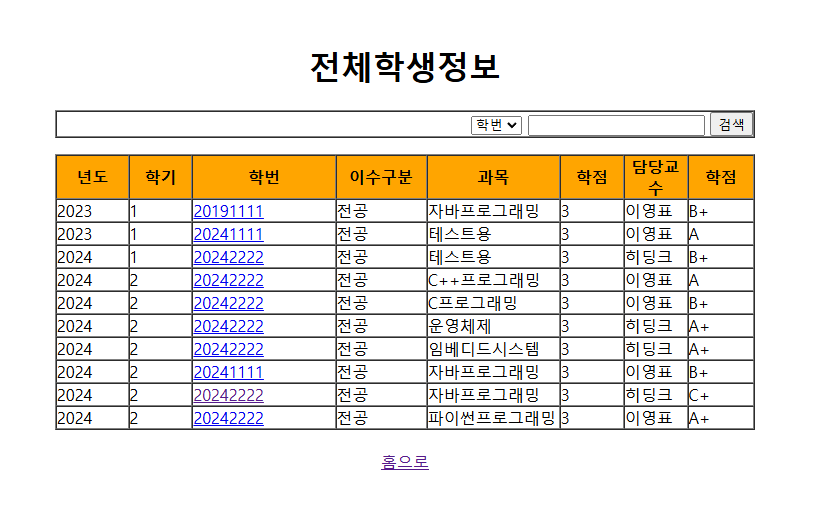 전체학생정보
학번 검색
년도 학기 학번 이수구분 과목 학점 담당교수 학점
2023 1 20191111 전공 자바프로그래밍 3 이영표 B+
2023 1 20241111 전공 테스트용 3 이영표 A
2024 1 20242222 전공 테스트용 3 히딩크 B+
2024 2 20242222 전공 C++프로그래밍 3 이영표 A
2024 2 20242222 전공 C프로그래밍 3 이영표 B+
2024 2 20242222 전공 운영체제 3 히딩크 A+
2024 2 20242222 전공 임베디드시스템 3 히딩크 A+
2024 2 20241111 전공 자바프로그래밍 3 이영표 B+
2024 2 20242222 전공 자바프로그래밍 3 히딩크 C+
2024 2 20242222 전공 파이썬프로그래밍 3 이영표 A+
홈으로